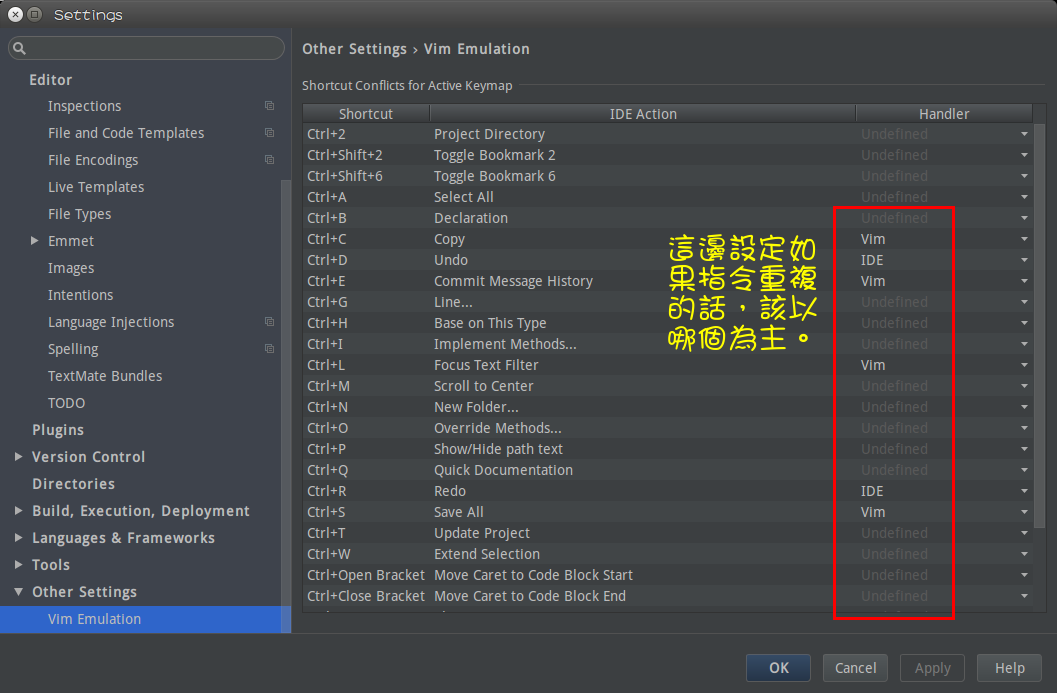 Settings
Editor
Inspections
File and Code Templates
File Encodings
Live Templates
File Types
Emmet
Images
Intentions
Language Injections
Spelling
TextMate Bundles
TODO
Plugins
Version Control
Directories
Build, Execution, Deployment
Languages & Frameworks
Tools
Other Settings
Vim Emulation
Other Settings › Vim Emulation
Shortcut Conflicts for Active Keymap
Shortcut IDE Action Handler
Ctrl+2 Project Directory Undefined
Ctrl+Shift+2 Toggle Bookmark 2 Undefined
Ctrl+Shift+6 Toggle Bookmark 6 Undefined
Ctrl+A Select All Undefined
Ctrl+B Declaration Undefined
Ctrl+C Copy Vim
Ctrl+D Undo IDE
Ctrl+E Commit Message History Vim
Ctrl+G Line... Undefined
Ctrl+H Base on This Type Undefined
Ctrl+I Implement Methods... Undefined
Ctrl+L Focus Text Filter Vim
Ctrl+M Scroll to Center Undefined
Ctrl+N New Folder... Undefined
Ctrl+O Override Methods... Undefined
Ctrl+P Show/Hide path text Undefined
Ctrl+Q Quick Documentation Undefined
Ctrl+R Redo IDE
Ctrl+S Save All Vim
Ctrl+T Update Project Undefined
Ctrl+W Extend Selection Undefined
Ctrl+Open Bracket Move Caret to Code Block Start Undefined
Ctrl+Close Bracket Move Caret to Code Block End Undefined
這邊設定如
果指令重複
的話，該以
哪個為主。
OK Cancel Apply Help